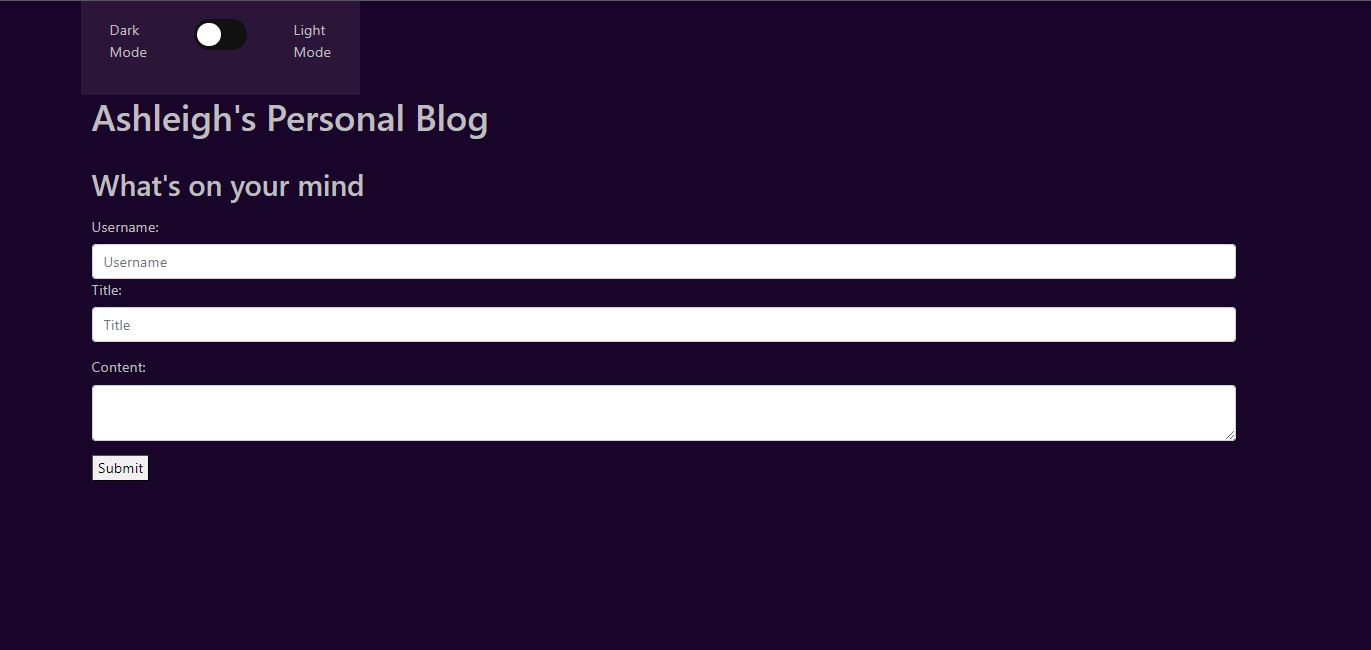 Dark Light
Mode Mode
Ashleigh's Personal Blog
What's on your mind
Username:
Username
Title:
Title
Content:
Submit